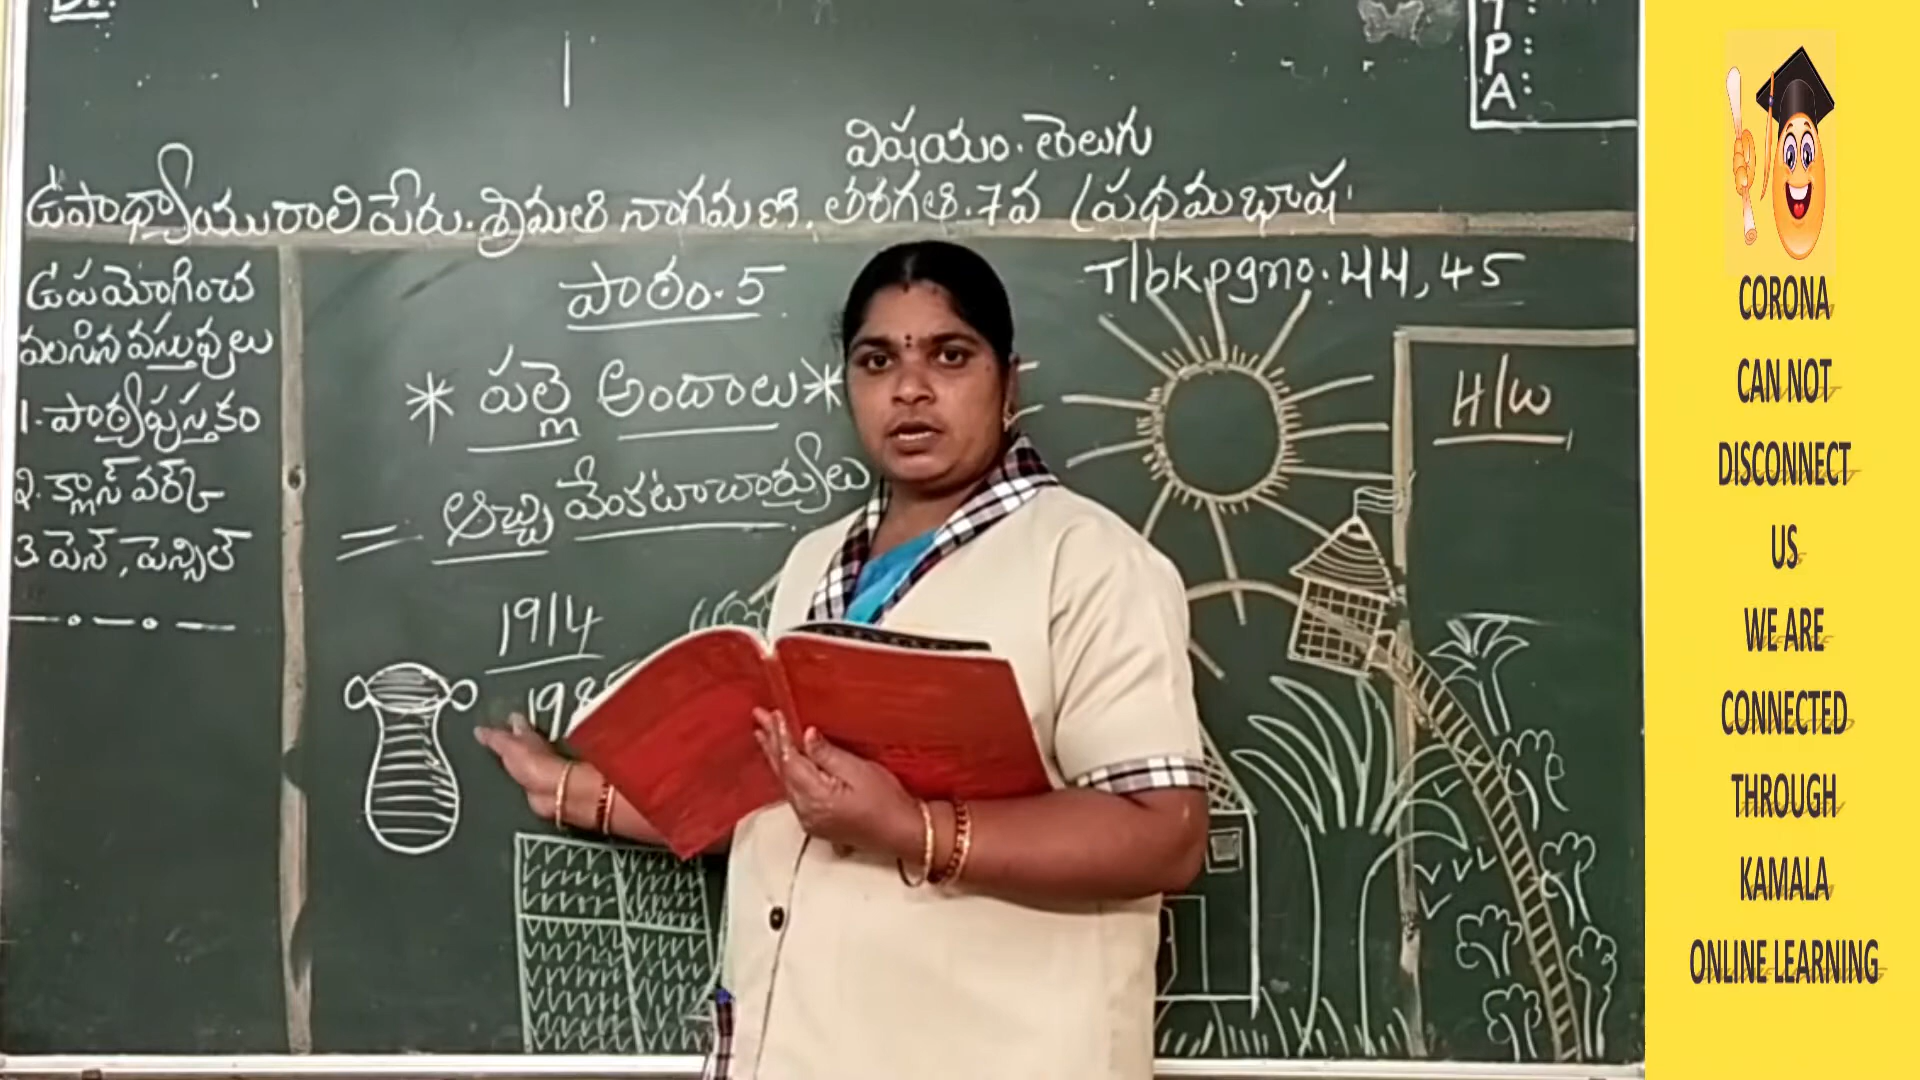 T :
P :
A :
విషయం. తెలుగు
ఉపాధ్యాయురాలి పేరు. శ్రీమతి నాగమణి. తరగతి. 7వ (ప్రథమభాష
ఉపయోగించ
వలసిన వస్తువులు
1. పాఠ్యపుస్తకం
2. క్లాస్ వర్క్
3. పెన్, పెన్సిల్
పాఠం. 5
* పల్లె అందాలు *
= ఆచ్చి వేంకటాచార్యులు
1914
T/bk pg no. 44, 45
H/W
CORONA
CAN NOT
DISCONNECT
US
WE ARE
CONNECTED
THROUGH
KAMALA
ONLINE LEARNING